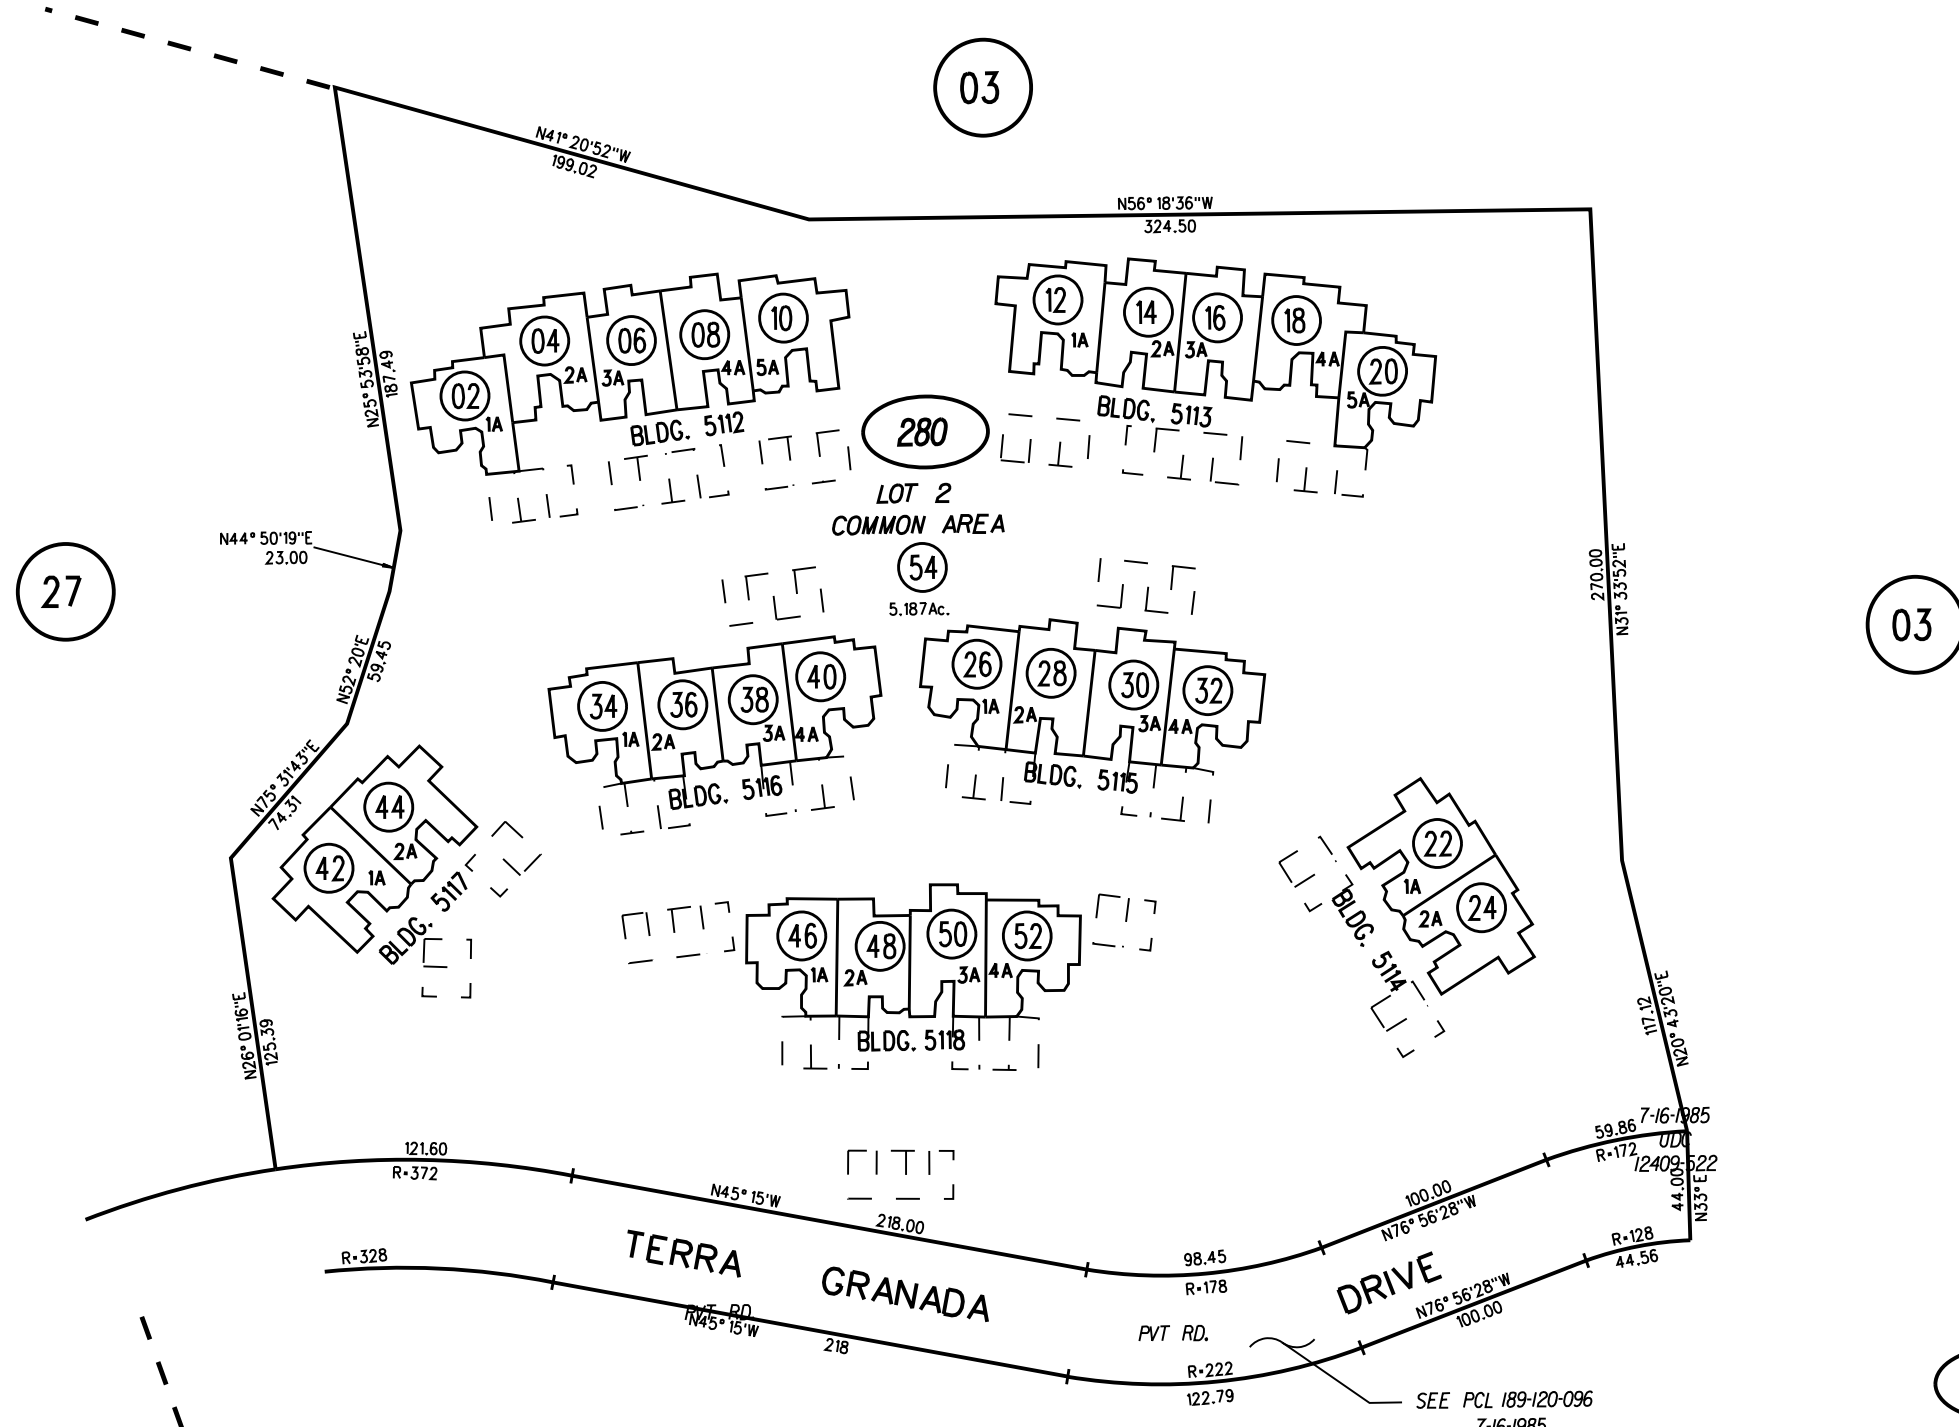 03
N41° 20'52"W
199.02
N56° 18'36"W
324.50
N25° 53'58"E
187.49
02
1A
04
2A
06
3A
08
4A
10
5A
BLDG. 5112
12
1A
14
2A
16
3A
18
4A
20
5A
BLDG. 5113
280
LOT 2
COMMON AREA
54
5.187Ac.
N44° 50'19"E
23.00
27
03
270.00
N31° 33'52"E
N52° 20'E
59.45
34
1A
36
2A
38
3A
40
4A
BLDG. 5116
26
1A
28
2A
30
3A
32
4A
BLDG. 5115
N75° 31'43"E
74.31
44
2A
42
1A
BLDG. 5117
22
1A
24
2A
BLDG. 5114
46
1A
48
2A
50
3A
52
4A
BLDG. 5118
N26° 01'16"E
125.39
117.12
N20° 43'20"E
7-16-1985
UDC
12409-522
59.86
R=172
44.00
N33° E
121.60
R=372
N45° 15'W
218.00
100.00
N76° 56'28"W
98.45
R=178
R=128
44.56
R=328
TERRA GRANADA DRIVE
PVT RD.
N45° 15'W
218
PVT RD.
N76° 56'28"W
100.00
R=222
122.79
SEE PCL 189-120-096
7-16-1985